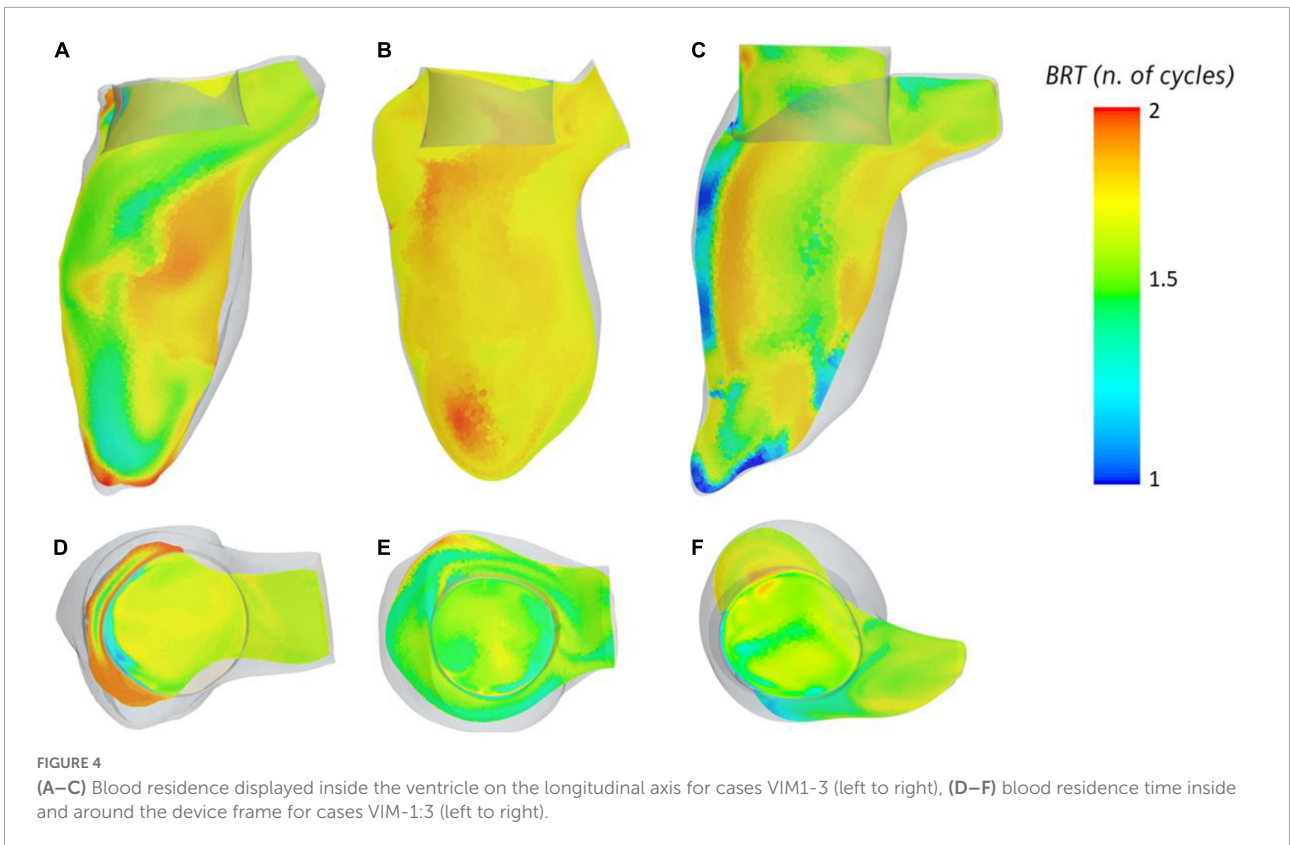 A
B
C
BRT (n. of cycles)
2
1.5
1
D
E
F
FIGURE 4
(A–C) Blood residence displayed inside the ventricle on the longitudinal axis for cases VIM1-3 (left to right), (D–F) blood residence time inside
and around the device frame for cases VIM-1:3 (left to right).